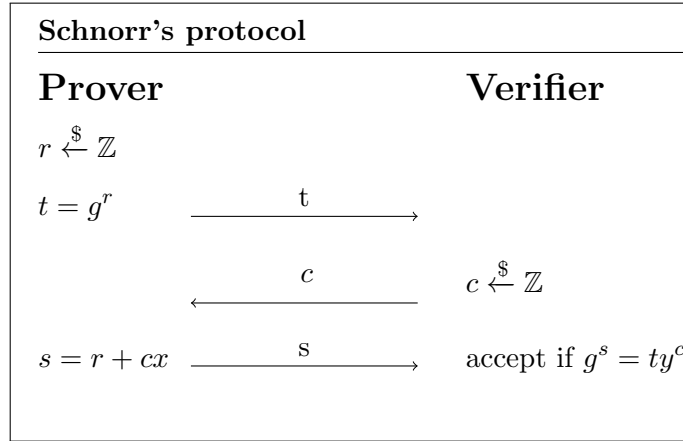 Schnorr's protocol
Prover Verifier
r ←$ ℤ
t = g^r t
c c ←$ ℤ
s = r + cx s accept if g^s = ty^c